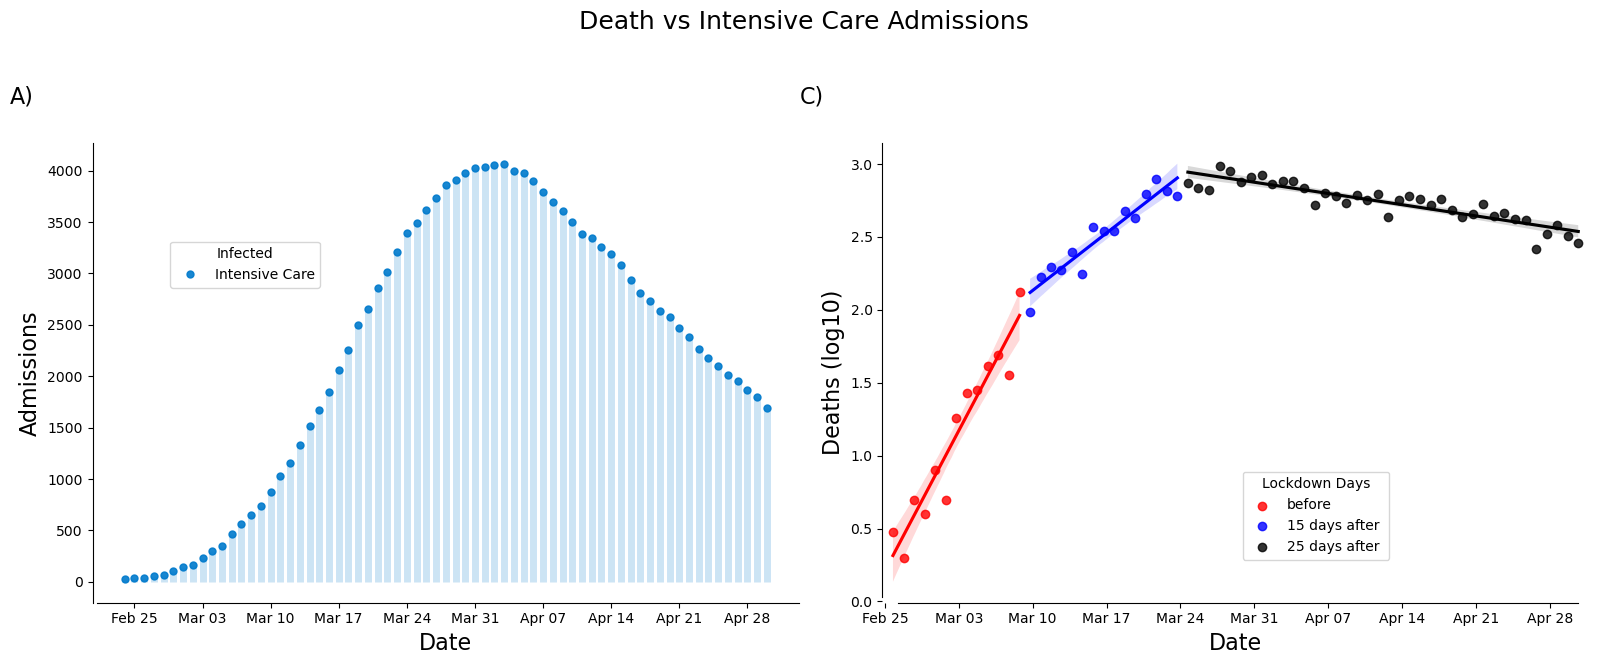 Death vs Intensive Care Admissions
A)
Admissions
4000
3500
3000
2500
2000
1500
1000
500
0
Infected
Intensive Care
Feb 25 Mar 03 Mar 10 Mar 17 Mar 24 Mar 31 Apr 07 Apr 14 Apr 21 Apr 28
Date
C)
Deaths (log10)
3.0
2.5
2.0
1.5
1.0
0.5
0.0
Lockdown Days
before
15 days after
25 days after
Feb 25 Mar 03 Mar 10 Mar 17 Mar 24 Mar 31 Apr 07 Apr 14 Apr 21 Apr 28
Date